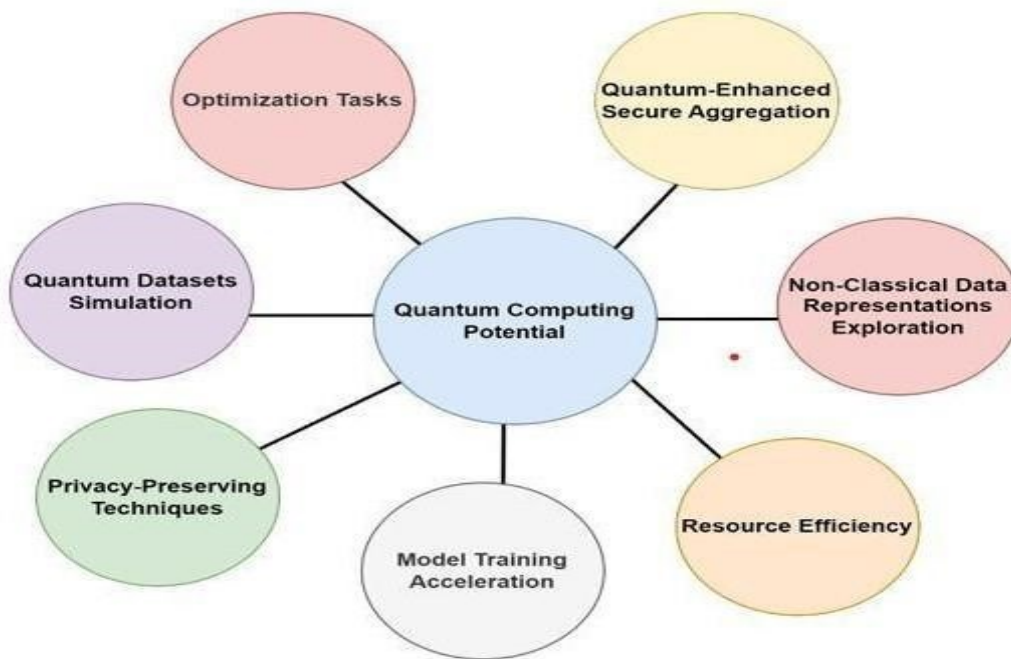 Optimization Tasks
Quantum-Enhanced
Secure Aggregation
Quantum Datasets
Simulation
Quantum Computing
Potential
Non-Classical Data
Representations
Exploration
Privacy-Preserving
Techniques
Model Training
Acceleration
Resource Efficiency